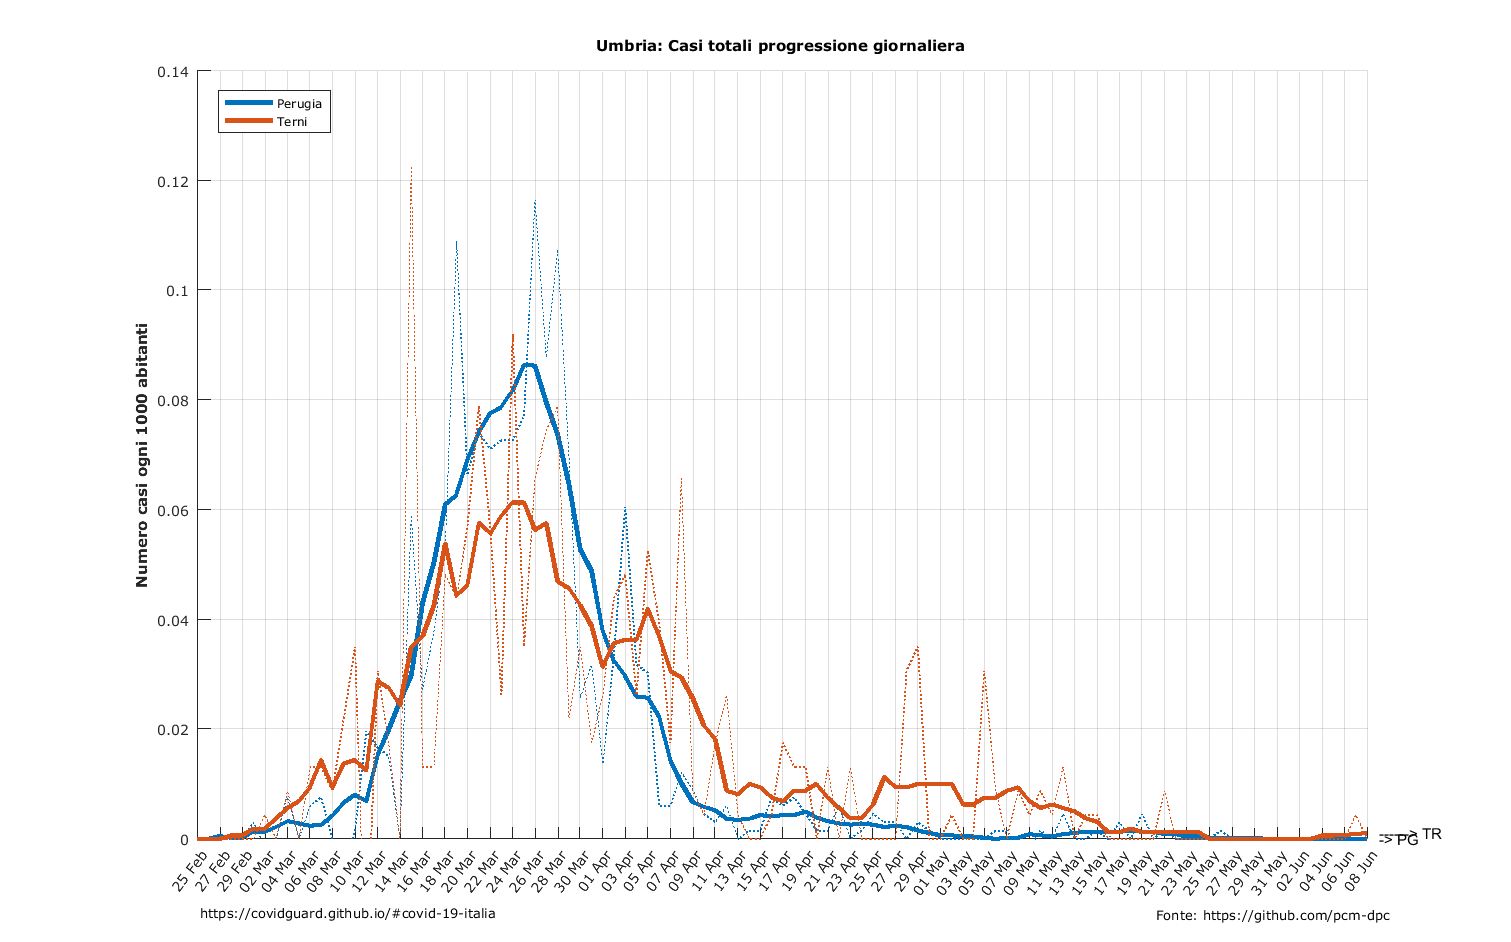 Umbria: Casi totali progressione giornaliera
0.14
0.12
0.1
0.08
0.06
0.04
0.02
0
Numero casi ogni 1000 abitanti
Perugia
Terni
25 Feb
27 Feb
29 Feb
02 Mar
04 Mar
06 Mar
08 Mar
10 Mar
12 Mar
14 Mar
16 Mar
18 Mar
20 Mar
22 Mar
24 Mar
26 Mar
28 Mar
30 Mar
01 Apr
03 Apr
05 Apr
07 Apr
09 Apr
11 Apr
13 Apr
15 Apr
17 Apr
19 Apr
21 Apr
23 Apr
25 Apr
27 Apr
29 Apr
01 May
03 May
05 May
07 May
09 May
11 May
13 May
15 May
17 May
19 May
21 May
23 May
25 May
27 May
29 May
31 May
02 Jun
04 Jun
06 Jun
08 Jun
-----> TR
-> PG
https://covidguard.github.io/#covid-19-italia
Fonte: https://github.com/pcm-dpc